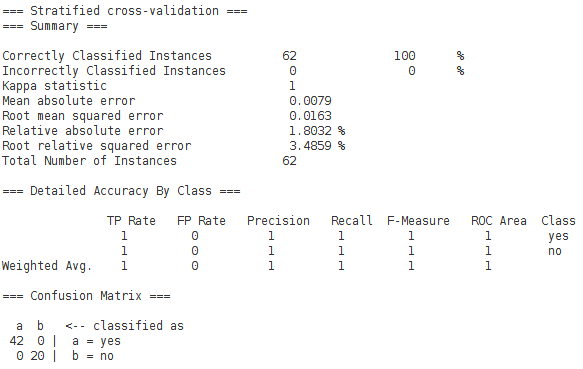 === Stratified cross-validation ===
=== Summary ===
Correctly Classified Instances 62 100 %
Incorrectly Classified Instances 0 0 %
Kappa statistic 1
Mean absolute error 0.0079
Root mean squared error 0.0163
Relative absolute error 1.8032 %
Root relative squared error 3.4859 %
Total Number of Instances 62
=== Detailed Accuracy By Class ===
TP Rate FP Rate Precision Recall F-Measure ROC Area Class
1 0 1 1 1 1 yes
1 0 1 1 1 1 no
Weighted Avg. 1 0 1 1 1 1
=== Confusion Matrix ===
a b <-- classified as
42 0 | a = yes
0 20 | b = no